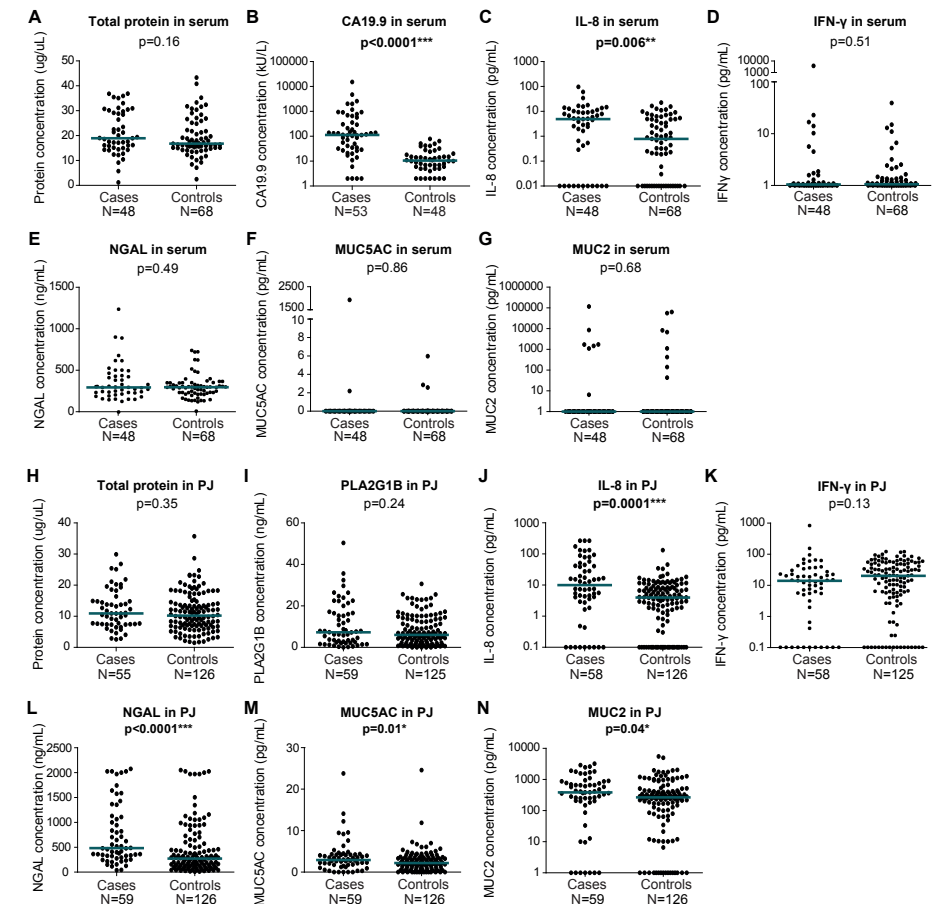 A
Total protein in serum
p=0.16
Protein concentration (ug/uL)
50
40
30
20
10
0
Cases
N=48
Controls
N=68
B
CA19.9 in serum
p<0.0001***
CA19.9 concentration (kU/L)
100000
10000
1000
100
10
1
Cases
N=53
Controls
N=48
C
IL-8 in serum
p=0.006**
IL-8 concentration (pg/mL)
1000
100
10
1
0.1
0.01
Cases
N=48
Controls
N=68
D
IFN-γ in serum
p=0.51
IFNγ concentration (pg/mL)
10000
1000
100
10
1
Cases
N=48
Controls
N=68
E
NGAL in serum
p=0.49
NGAL concentration (ng/mL)
1500
1000
500
0
Cases
N=48
Controls
N=68
F
MUC5AC in serum
p=0.86
MUC5AC concentration (pg/mL)
2500
1500
10
8
6
4
2
0
Cases
N=48
Controls
N=68
G
MUC2 in serum
p=0.68
MUC2 concentration (pg/mL)
1000000
100000
10000
1000
100
10
1
Cases
N=48
Controls
N=68
H
Total protein in PJ
p=0.35
Protein concentration (ug/uL)
40
30
20
10
0
Cases
N=55
Controls
N=126
I
PLA2G1B in PJ
p=0.24
PLA2G1B concentration (ng/mL)
60
40
20
0
Cases
N=59
Controls
N=125
J
IL-8 in PJ
p=0.0001***
IL-8 concentration (pg/mL)
1000
100
10
1
0.1
Cases
N=58
Controls
N=126
K
IFN-γ in PJ
p=0.13
IFN-γ concentration (pg/mL)
1000
100
10
1
0.1
Cases
N=58
Controls
N=125
L
NGAL in PJ
p<0.0001***
NGAL concentration (ng/mL)
2500
2000
1500
1000
500
0
Cases
N=59
Controls
N=126
M
MUC5AC in PJ
p=0.01*
MUC5AC concentration (pg/mL)
30
20
10
0
Cases
N=59
Controls
N=126
N
MUC2 in PJ
p=0.04*
MUC2 concentration (pg/mL)
10000
1000
100
10
1
Cases
N=59
Controls
N=126